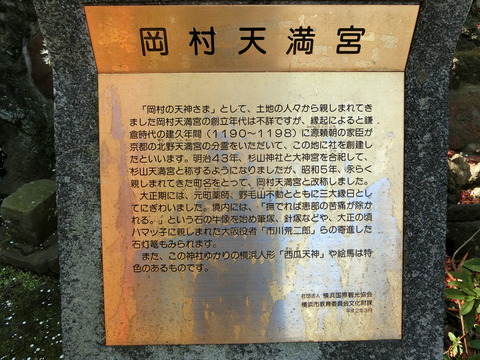 岡村天満宮
「岡村の天神さま」として、土地の人々から親しまれてき
ました岡村天満宮の創立年代は不詳ですが、縁起によると鎌
倉時代の建久年間(1190〜1198)に源頼朝の家臣が
京都の北野天満宮の分霊をいただいて、この地に社を創建し
たといいます。明治43年、杉山神社と大神宮を合祀して、
杉山天満宮と称するようになりましたが、昭和5年、永らく
親しまれてきた町名をとって、岡村天満宮と改称しました。
大正期には、元町薬師、野毛山不動とともに三大縁日とし
てにぎわいました。境内には、「撫でれば患部の苦痛が除か
れる。」という石の牛像を始め筆塚、針塚などや、大正の頃
ハマッ子に親しまれた大阪役者「市川荒二郎」らの寄進した
石灯籠もみられます。
また、この神社ゆかりの横浜人形「西瓜天神」や絵馬は特
色のあるものです。
社団法人 横浜国際観光協会
横浜市教育委員会文化財課
平成2年3月